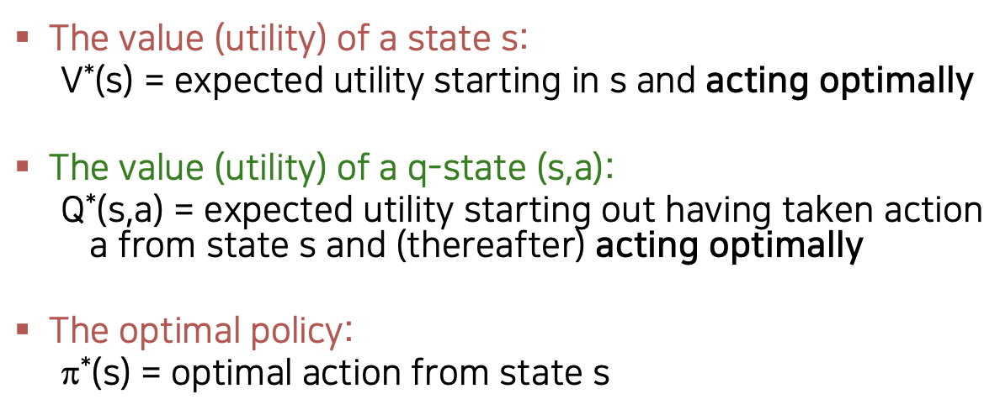 ▪ The value (utility) of a state s:
V*(s) = expected utility starting in s and acting optimally
▪ The value (utility) of a q-state (s,a):
Q*(s,a) = expected utility starting out having taken action
a from state s and (thereafter) acting optimally
▪ The optimal policy:
π*(s) = optimal action from state s